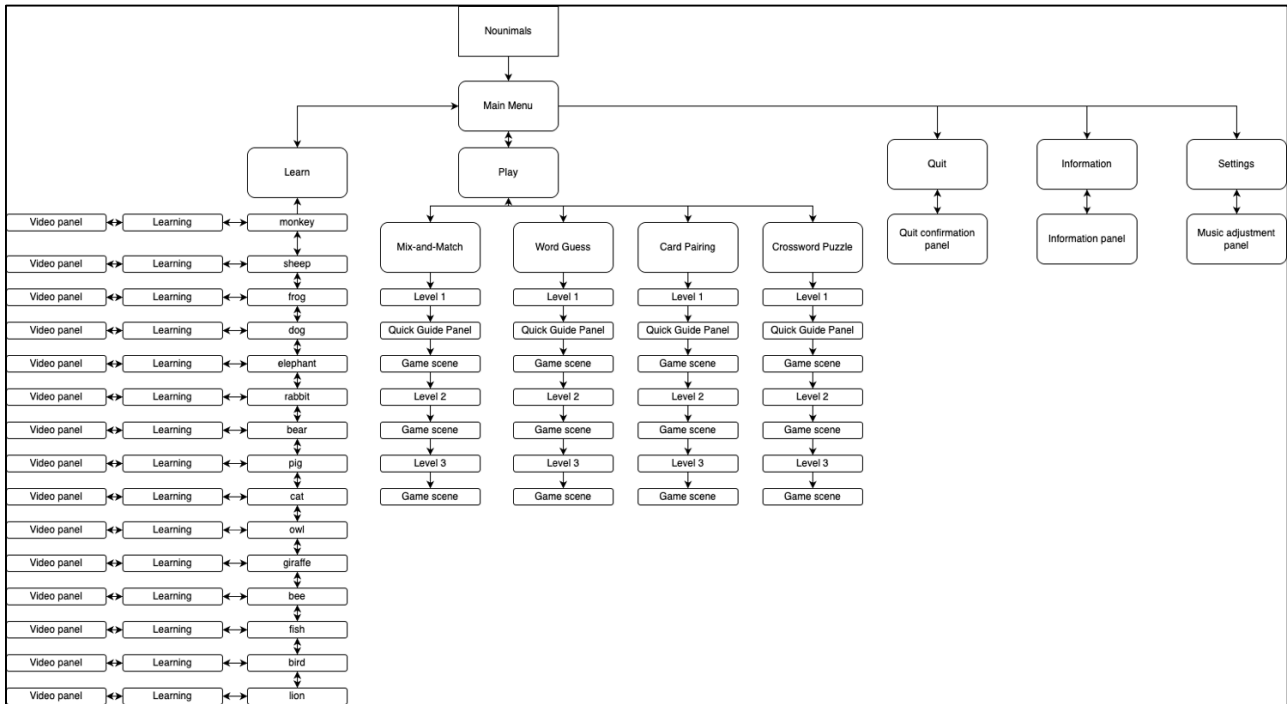 Nounimals
Main Menu
Learn
Play
Quit
Information
Settings
Quit confirmation
panel
Information panel
Music adjustment
panel
Mix-and-Match
Word Guess
Card Pairing
Crossword Puzzle
Video panel Learning monkey
Video panel Learning sheep
Video panel Learning frog
Video panel Learning dog
Video panel Learning elephant
Video panel Learning rabbit
Video panel Learning bear
Video panel Learning pig
Video panel Learning cat
Video panel Learning owl
Video panel Learning giraffe
Video panel Learning bee
Video panel Learning fish
Video panel Learning bird
Video panel Learning lion
Level 1 Level 1 Level 1 Level 1
Quick Guide Panel Quick Guide Panel Quick Guide Panel Quick Guide Panel
Game scene Game scene Game scene Game scene
Level 2 Level 2 Level 2 Level 2
Game scene Game scene Game scene Game scene
Level 3 Level 3 Level 3 Level 3
Game scene Game scene Game scene Game scene